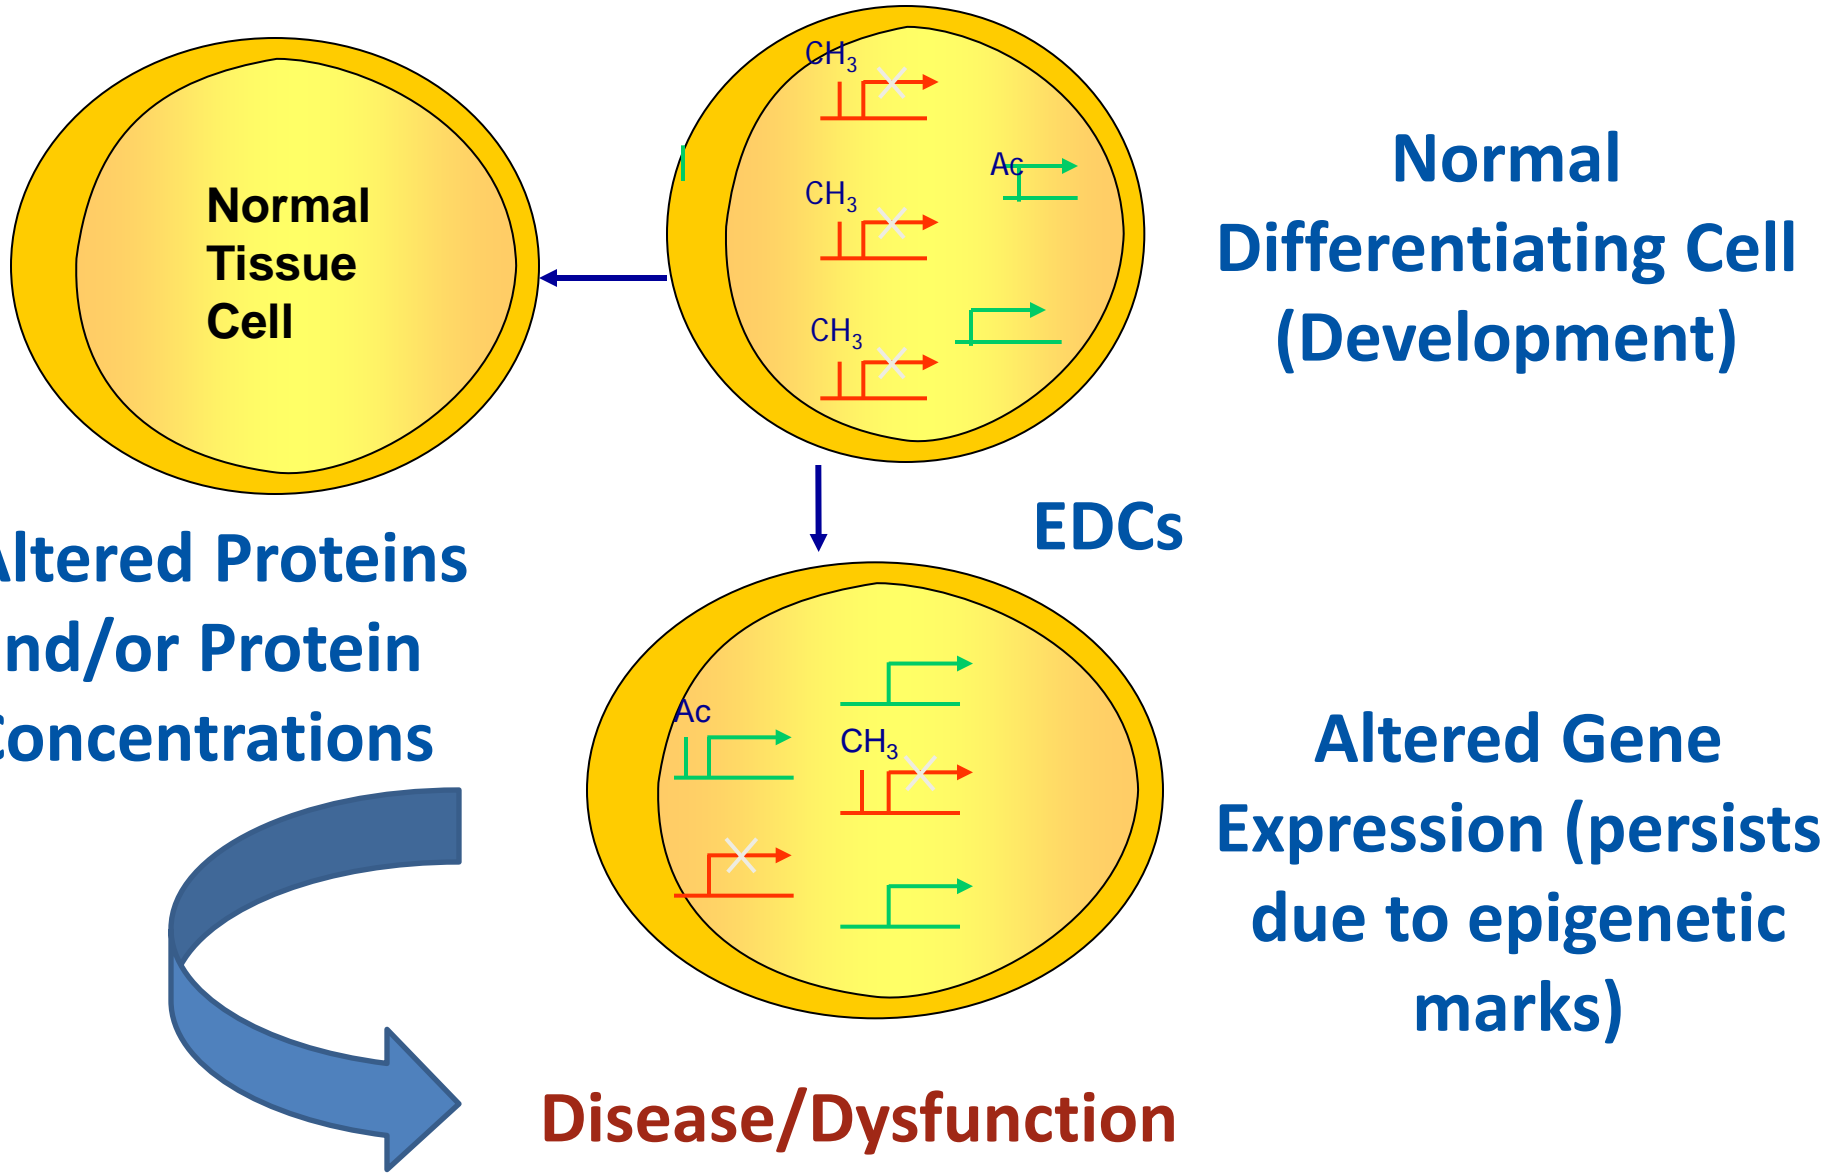 Normal
Tissue
Cell
CH3
CH3
CH3
Ac
Normal
Differentiating Cell
(Development)
EDCs
ltered Proteins
nd/or Protein
oncentrations
Ac
CH3
Altered Gene
Expression (persists
due to epigenetic
marks)
Disease/Dysfunction